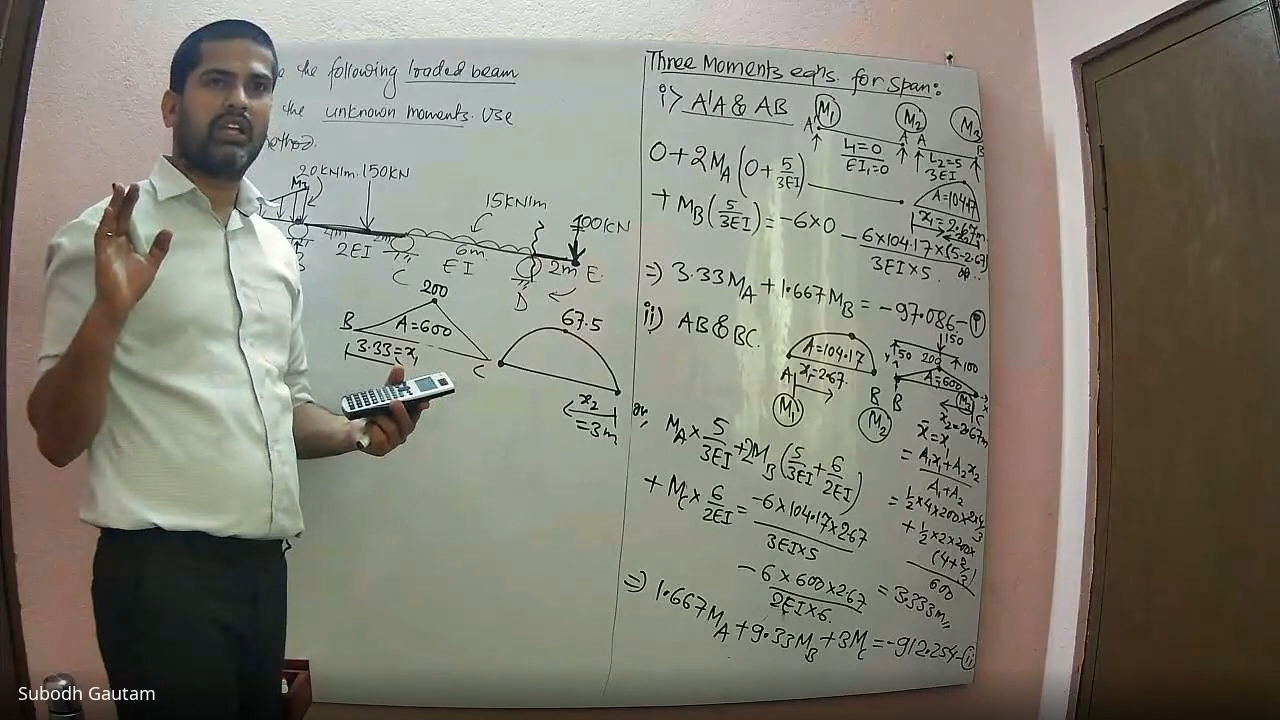 the following loaded beam
the unknown moments. Use
20kN/m. 150kN
15kN/m
100kN
2EI
C
6m
EI
D
2m
E
B
200
A=600
3.33=x₁
C
67.5
x₂
=3m
Three Moments eqns. for Span:
i> A'A & AB
M₁
M₂
M₃
A'
A
A
B
L₁=0
EI₁=0
L₂=5
3EI
A=104.17
x₁=2.67m
0+2MA(0+5/3EI)
+ MB(5/3EI) = -6×0 - 6×104.17×(5-2.67)/3EI×5.
=> 3.33MA + 1.667MB = -97.086-(i)
ii) AB & BC.
A=104.17
x₁=2.67.
A
B
M₁
M₂
150
50
200
100
A=600
B
C
M₃
x₂=2.67m
or, MA×5/3EI+2MB(5/3EI+6/2EI)
+ Mc×6/2EI = -6×104.17×2.67/3EI×5
- 6×600×2.67/2EI×6.
x̄=x₁
= A₁x₁+A₂x₂/A₁+A₂
= ½×4×200×2×4/3
+ ½×2×200×
(4+2/3)
600
= 3.333m,,
=> 1.667MA+9.33MB+3Mc=-912.254-(ii)
Subodh Gautam